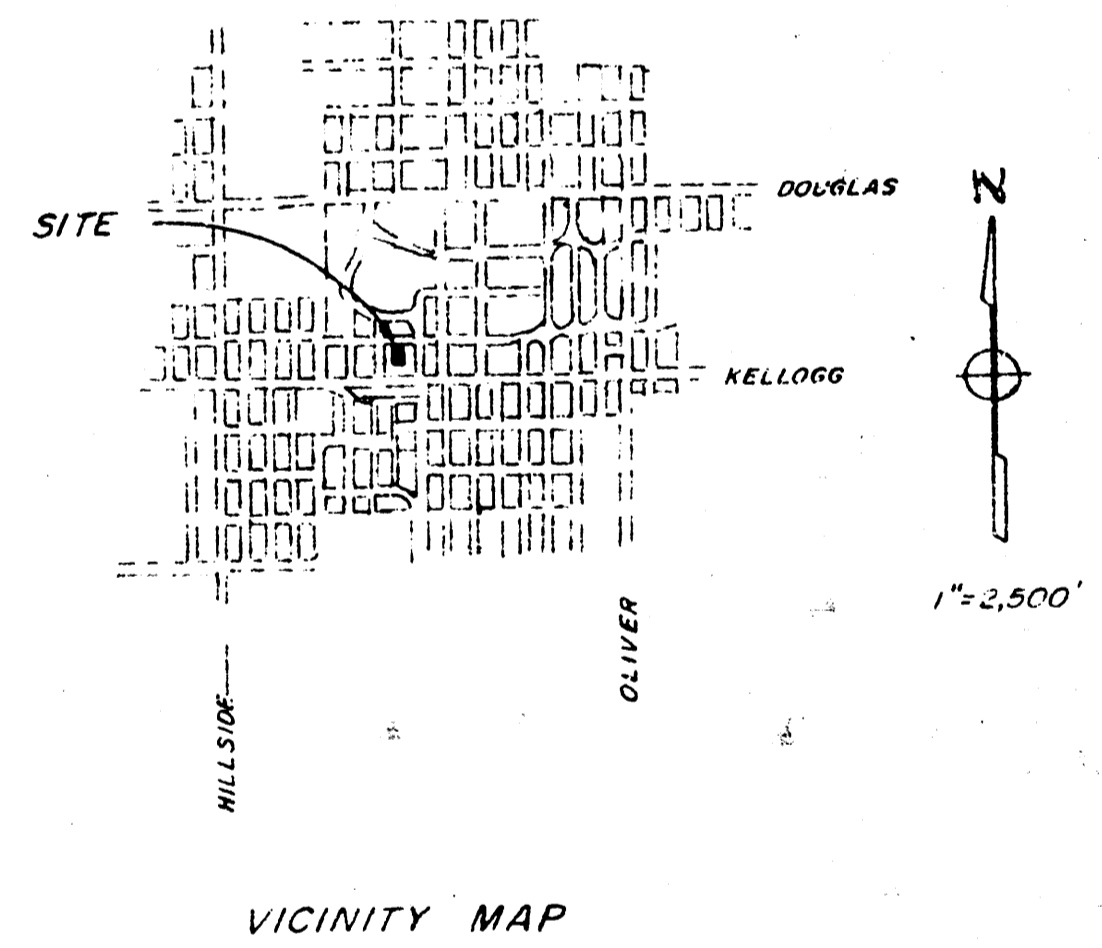 DOUGLAS
SITE
N
KELLOGG
1"=2,500'
OLIVER
HILLSIDE
VICINITY MAP